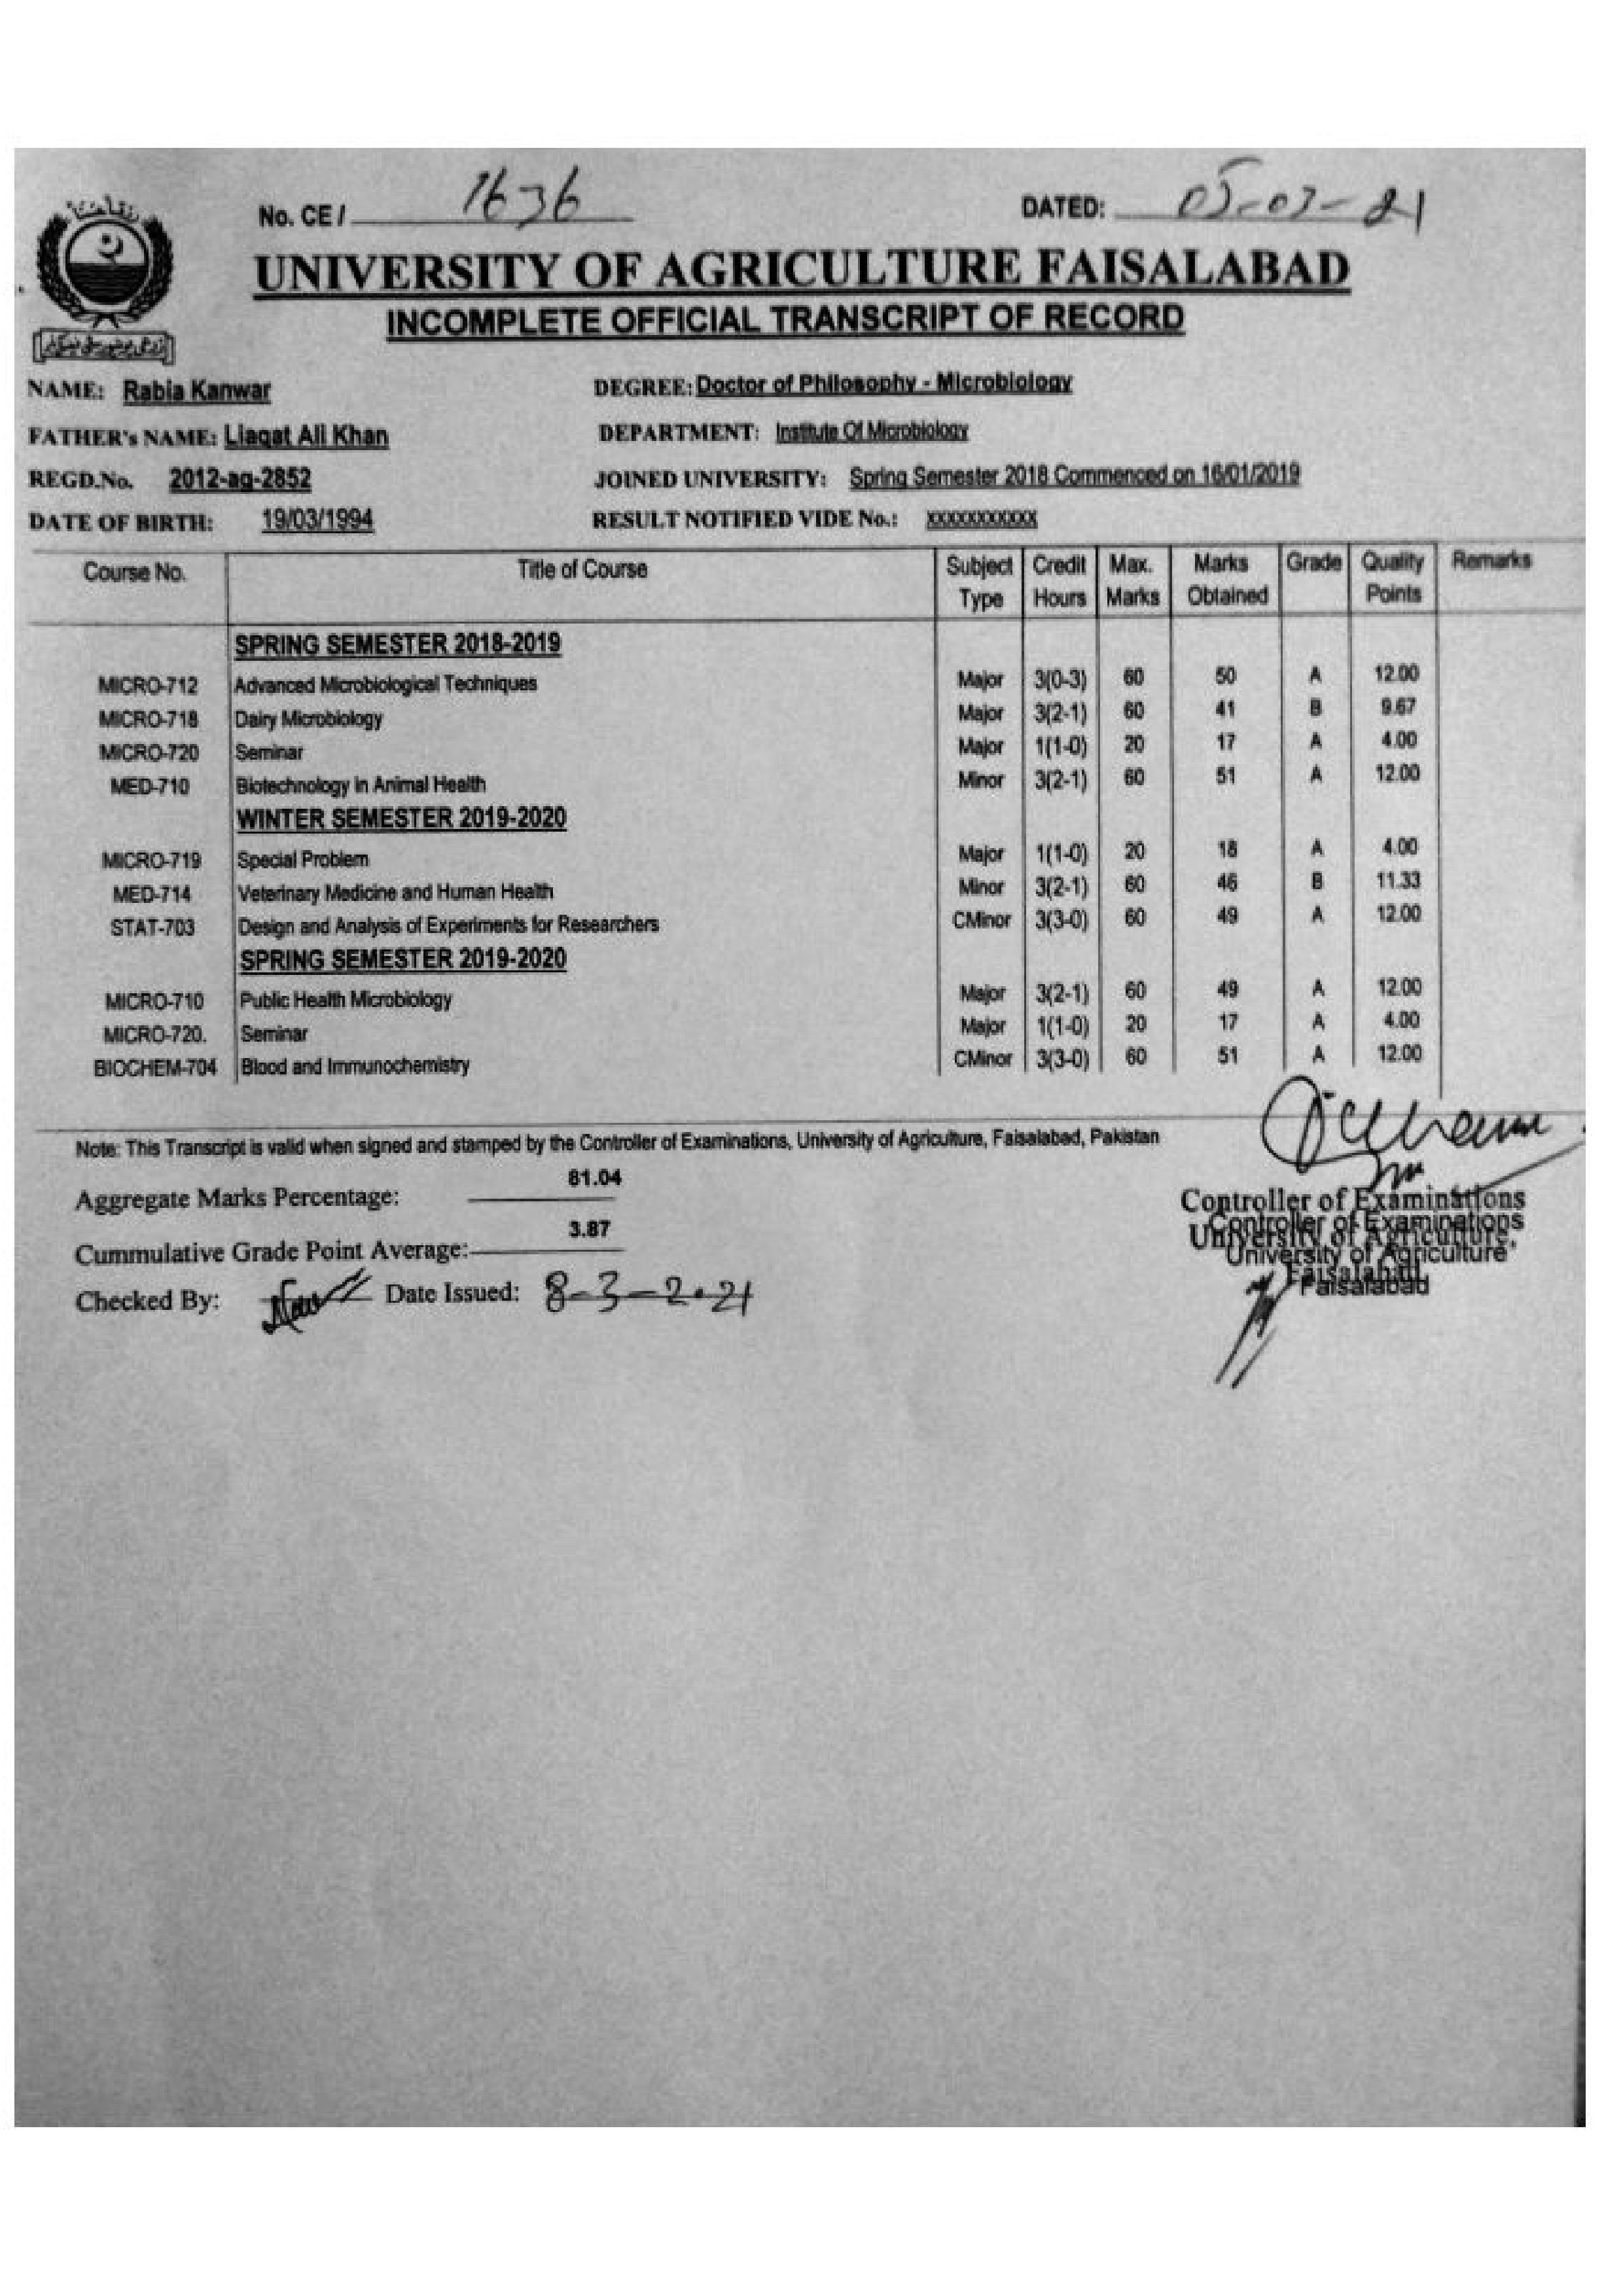 No. CE / 1636 DATED: 05-03-21
UNIVERSITY OF AGRICULTURE FAISALABAD
INCOMPLETE OFFICIAL TRANSCRIPT OF RECORD
NAME: Rabia Kanwar DEGREE: Doctor of Philosophy - Microbiology
FATHER's NAME: Liaqat Ali Khan DEPARTMENT: Institute Of Microbiology
REGD.No. 2012-ag-2852 JOINED UNIVERSITY: Spring Semester 2018 Commenced on 16/01/2019
DATE OF BIRTH: 19/03/1994 RESULT NOTIFIED VIDE No.: XXXXXXXXXXX
Course No. Title of Course Subject Type Credit Hours Max. Marks Marks Obtained Grade Quality Points Remarks
SPRING SEMESTER 2018-2019
MICRO-712 Advanced Microbiological Techniques Major 3(0-3) 60 50 A 12.00
MICRO-718 Dairy Microbiology Major 3(2-1) 60 41 B 9.67
MICRO-720 Seminar Major 1(1-0) 20 17 A 4.00
MED-710 Biotechnology in Animal Health Minor 3(2-1) 60 51 A 12.00
WINTER SEMESTER 2019-2020
MICRO-719 Special Problem Major 1(1-0) 20 18 A 4.00
MED-714 Veterinary Medicine and Human Health Minor 3(2-1) 60 46 B 11.33
STAT-703 Design and Analysis of Experiments for Researchers CMinor 3(3-0) 60 49 A 12.00
SPRING SEMESTER 2019-2020
MICRO-710 Public Health Microbiology Major 3(2-1) 60 49 A 12.00
MICRO-720. Seminar Major 1(1-0) 20 17 A 4.00
BIOCHEM-704 Blood and Immunochemistry CMinor 3(3-0) 60 51 A 12.00
Note: This Transcript is valid when signed and stamped by the Controller of Examinations, University of Agriculture, Faisalabad, Pakistan
Aggregate Marks Percentage: 81.04
Cummulative Grade Point Average: 3.87
Checked By: Date Issued: 8-3-2021
Controller of Examinations
Controller of Examinations
University of Agriculture,
University of Agriculture
Faisalabad
Faisalabad